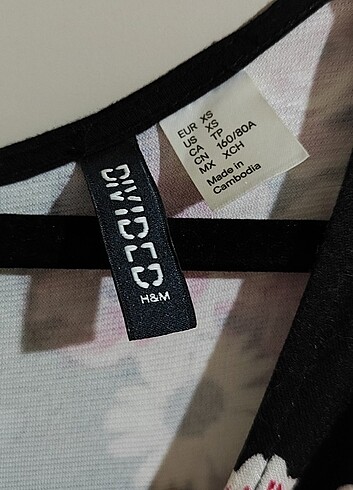 DIVIDED
H&M
EUR XS
US XS
CA TP
CN 160/80A
MX XCH
Made in
Cambodia